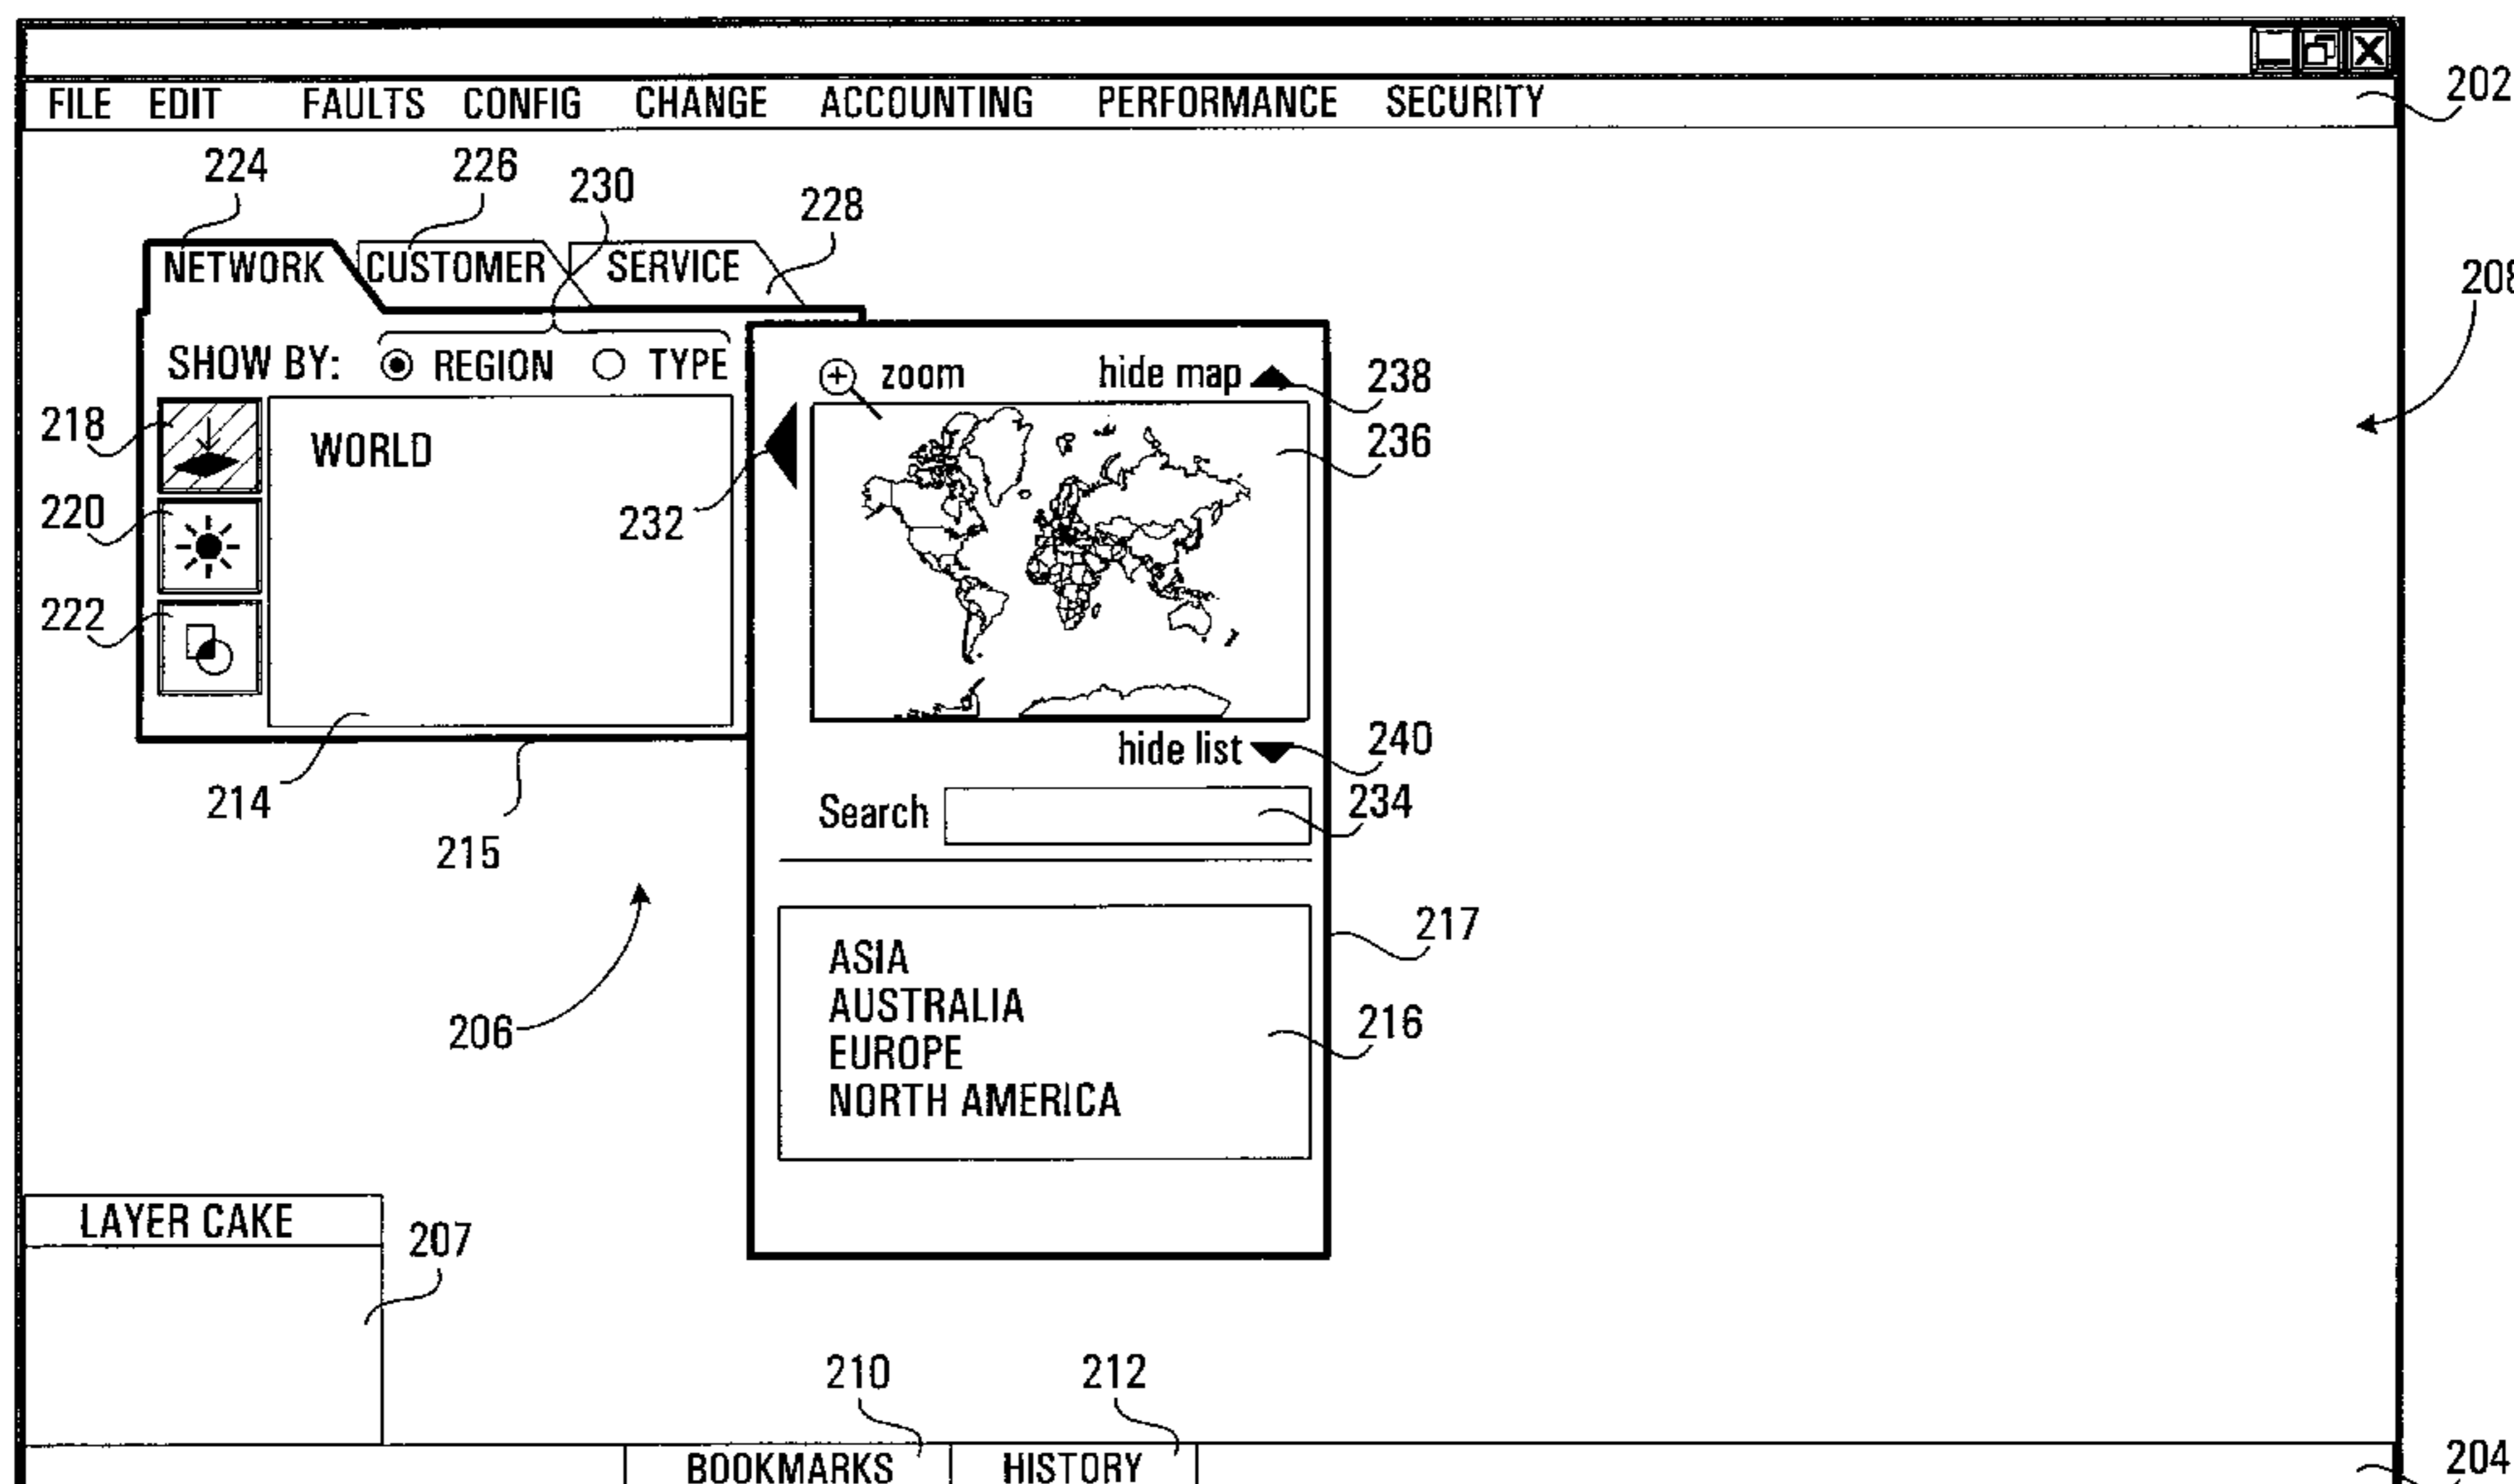 FILE EDIT FAULTS CONFIG CHANGE ACCOUNTING PERFORMANCE SECURITY
202
224 226 230 228
208
NETWORK CUSTOMER SERVICE
SHOW BY: REGION TYPE
zoom hide map 238
218
WORLD
236
220
232
222
hide list 240
214
Search 234
215
217
ASIA
AUSTRALIA
216
206
EUROPE
NORTH AMERICA
LAYER CAKE
207
210 212
BOOKMARKS HISTORY
204